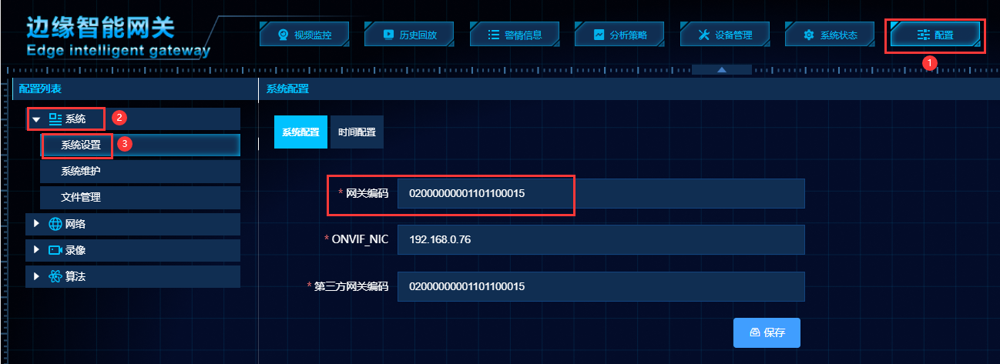 边缘智能网关
Edge intelligent gateway
视频监控
历史回放
警情信息
分析策略
设备管理
系统状态
配置
1
配置列表
系统配置
系统
2
系统设置
3
系统维护
文件管理
网络
录像
算法
系统配置
时间配置
* 网关编码 02000000001101100015
* ONVIF_NIC 192.168.0.76
* 第三方网关编码 02000000001101100015
保存